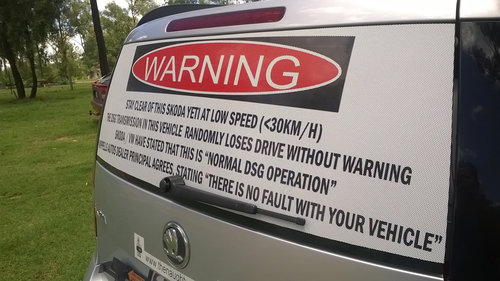 WARNING
STAY CLEAR OF THIS SKODA YETI AT LOW SPEED (<30KM/H)
THE DSG TRANSMISSION IN THIS VEHICLE RANDOMLY LOSES DRIVE WITHOUT WARNING
SKODA / VW HAVE STATED THAT THIS IS "NORMAL DSG OPERATION"
AUTOS DEALER PRINCIPAL AGREES, STATING "THERE IS NO FAULT WITH YOUR VEHICLE"